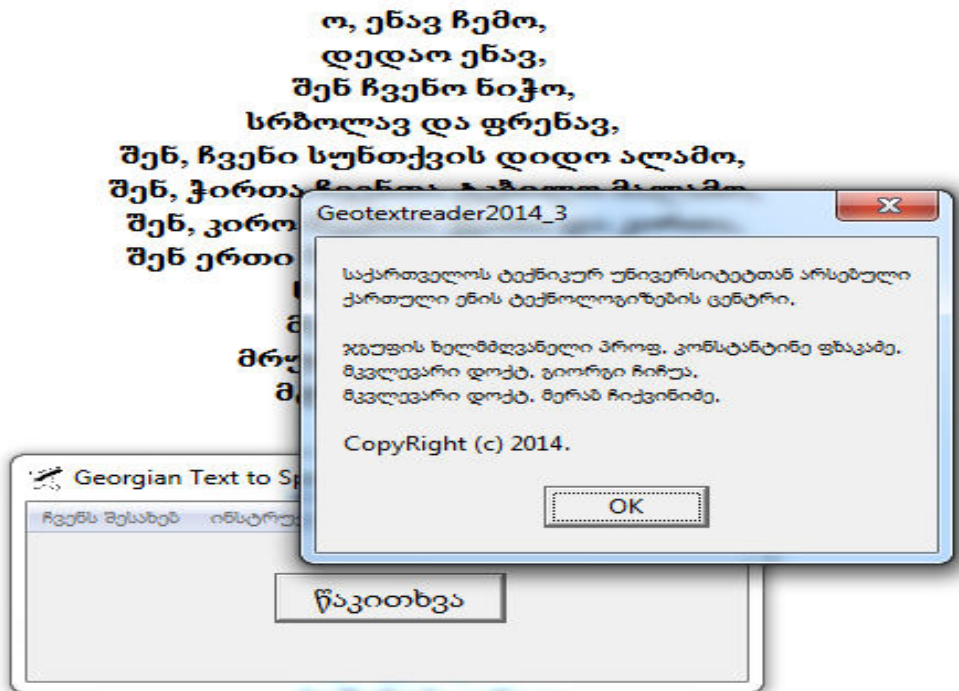 ო, ენავ ჩემო,
დედაო ენავ,
შენ ჩვენო ნიჭო,
სრბოლავ და ფრენავ,
შენ, ჩვენი სუნთქვის დიდო ალამო,
შენ, ჭირთა
შენ, კირო
შენ ერთი
Geotextreader2014_3
საქართველოს ტექნიკურ უნივერსიტეტთან არსებული
ქართული ენის ტექნოლოგიზების ცენტრი.
ჯგუფის ხელმძღვანელი პროფ. კონსტანტინე ფხაკაძე.
მკვლევარი დოქტ. გიორგი ჩიჩუა,
მკვლევარი დოქტ. მერაბ ჩიქვინიძე.
CopyRight (c) 2014.
OK
Georgian Text to
ჩვენს შესახებ
წაკითხვა